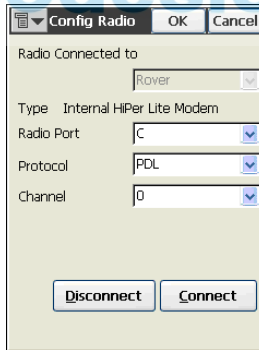 Config Radio OK Cancel
Radio Connected to
Rover
Type Internal HiPer Lite Modem
Radio Port C
Protocol PDL
Channel 0
Disconnect Connect